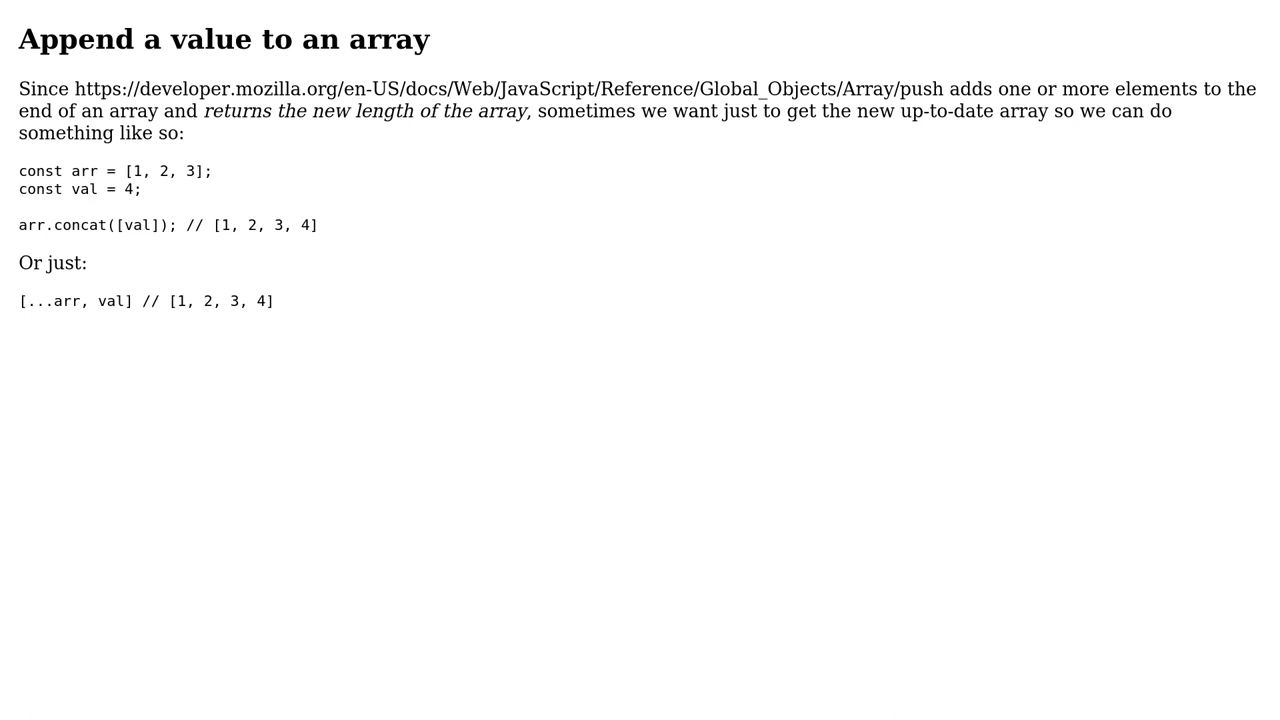 Append a value to an array
Since https://developer.mozilla.org/en-US/docs/Web/JavaScript/Reference/Global_Objects/Array/push adds one or more elements to the
end of an array and returns the new length of the array, sometimes we want just to get the new up-to-date array so we can do
something like so:
const arr = [1, 2, 3];
const val = 4;
arr.concat([val]); // [1, 2, 3, 4]
Or just:
[...arr, val] // [1, 2, 3, 4]